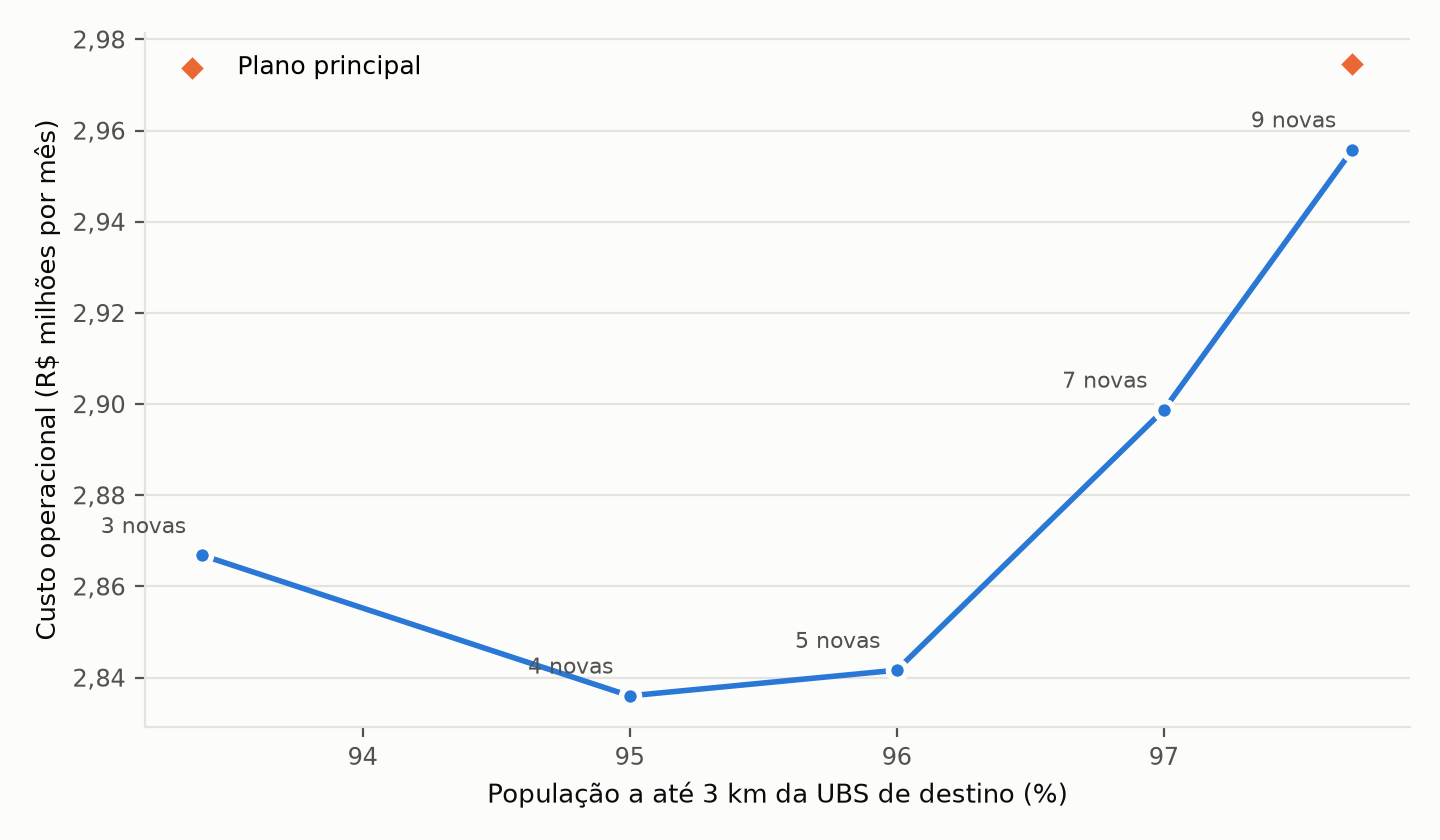 2,98
Plano principal
9 novas
2,96
2,94
2,92
7 novas
2,90
2,88
3 novas
2,86
5 novas
4 novas
2,84
Custo operacional (R$ milhões por mês)
94
95
96
97
População a até 3 km da UBS de destino (%)